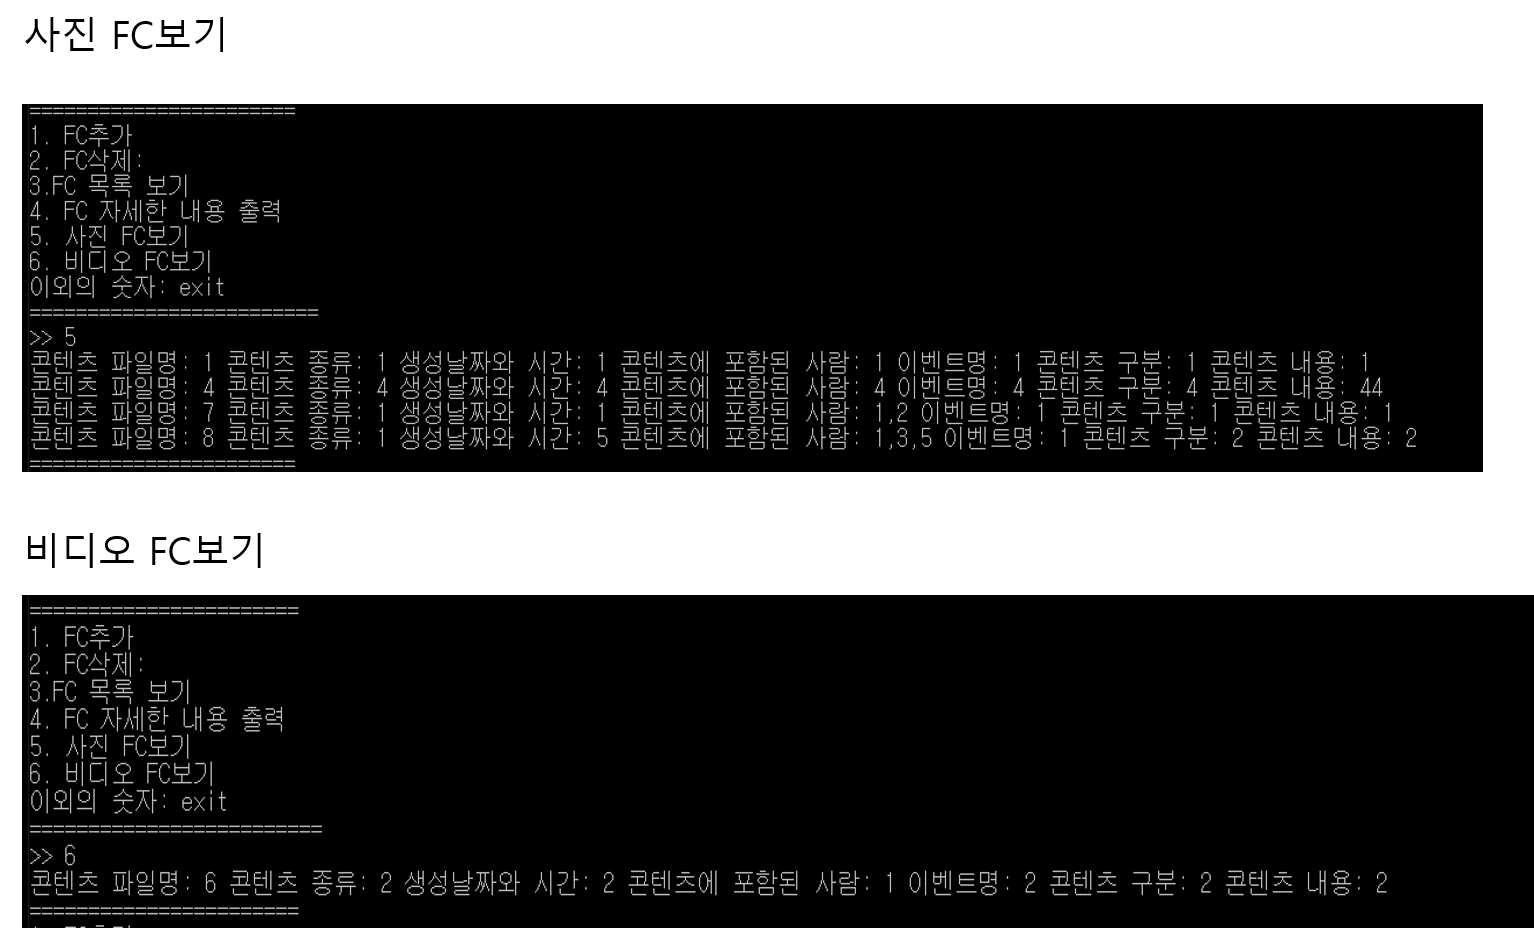 사진 FC보기
=======================
1. FC추가
2. FC삭제:
3.FC 목록 보기
4. FC 자세한 내용 출력
5. 사진 FC보기
6. 비디오 FC보기
이외의 숫자: exit
=========================
>> 5
콘텐츠 파일명: 1 콘텐츠 종류: 1 생성날짜와 시간: 1 콘텐츠에 포함된 사람: 1 이벤트명: 1 콘텐츠 구분: 1 콘텐츠 내용: 1
콘텐츠 파일명: 4 콘텐츠 종류: 4 생성날짜와 시간: 4 콘텐츠에 포함된 사람: 4 이벤트명: 4 콘텐츠 구분: 4 콘텐츠 내용: 44
콘텐츠 파일명: 7 콘텐츠 종류: 1 생성날짜와 시간: 1 콘텐츠에 포함된 사람: 1,2 이벤트명: 1 콘텐츠 구분: 1 콘텐츠 내용: 1
콘텐츠 파일명: 8 콘텐츠 종류: 1 생성날짜와 시간: 5 콘텐츠에 포함된 사람: 1,3,5 이벤트명: 1 콘텐츠 구분: 2 콘텐츠 내용: 2
=======================
비디오 FC보기
=======================
1. FC추가
2. FC삭제:
3.FC 목록 보기
4. FC 자세한 내용 출력
5. 사진 FC보기
6. 비디오 FC보기
이외의 숫자: exit
=========================
>> 6
콘텐츠 파일명: 6 콘텐츠 종류: 2 생성날짜와 시간: 2 콘텐츠에 포함된 사람: 1 이벤트명: 2 콘텐츠 구분: 2 콘텐츠 내용: 2
=======================